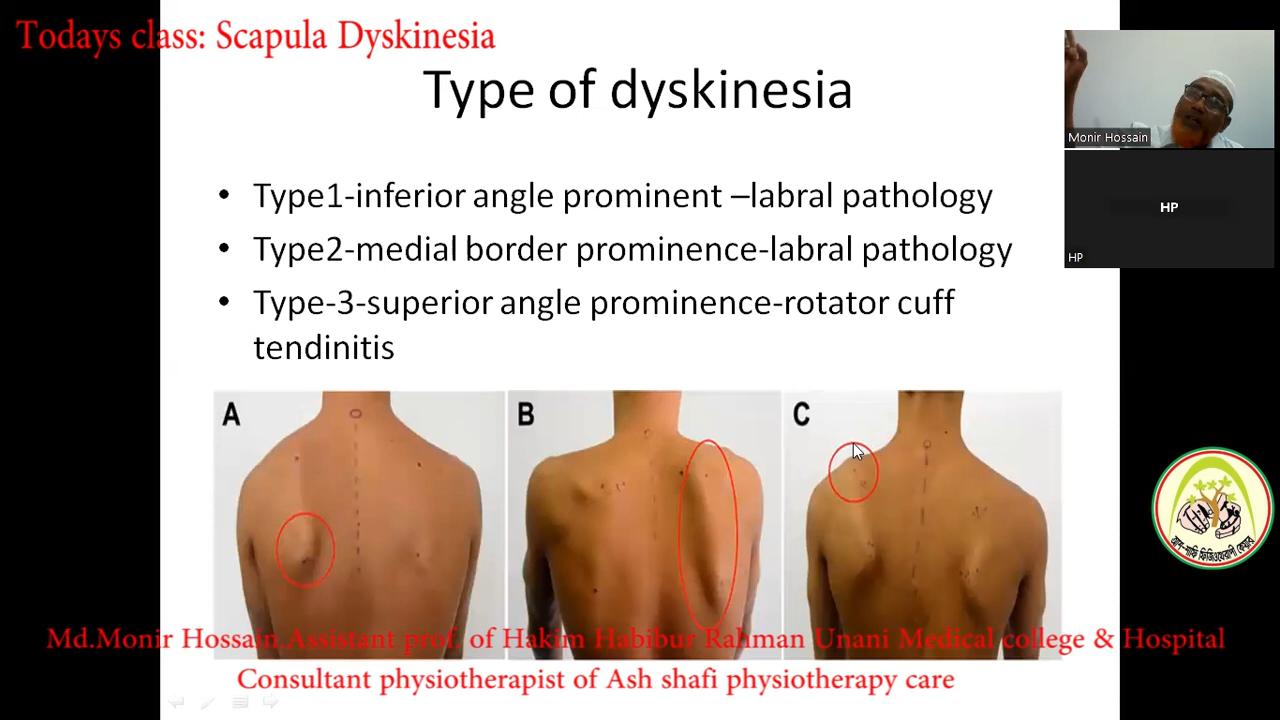 Todays class: Scapula Dyskinesia
Type of dyskinesia
Monir Hossain
HP
HP
• Type1-inferior angle prominent –labral pathology
• Type2-medial border prominence-labral pathology
• Type-3-superior angle prominence-rotator cuff
tendinitis
A
B
C
আশ-শাফি ফিজিওথেরাপি কেয়ার
Md.Monir Hossain.Assistant prof. of Hakim Habibur Rahman Unani Medical college & Hospital
Consultant physiotherapist of Ash shafi physiotherapy care